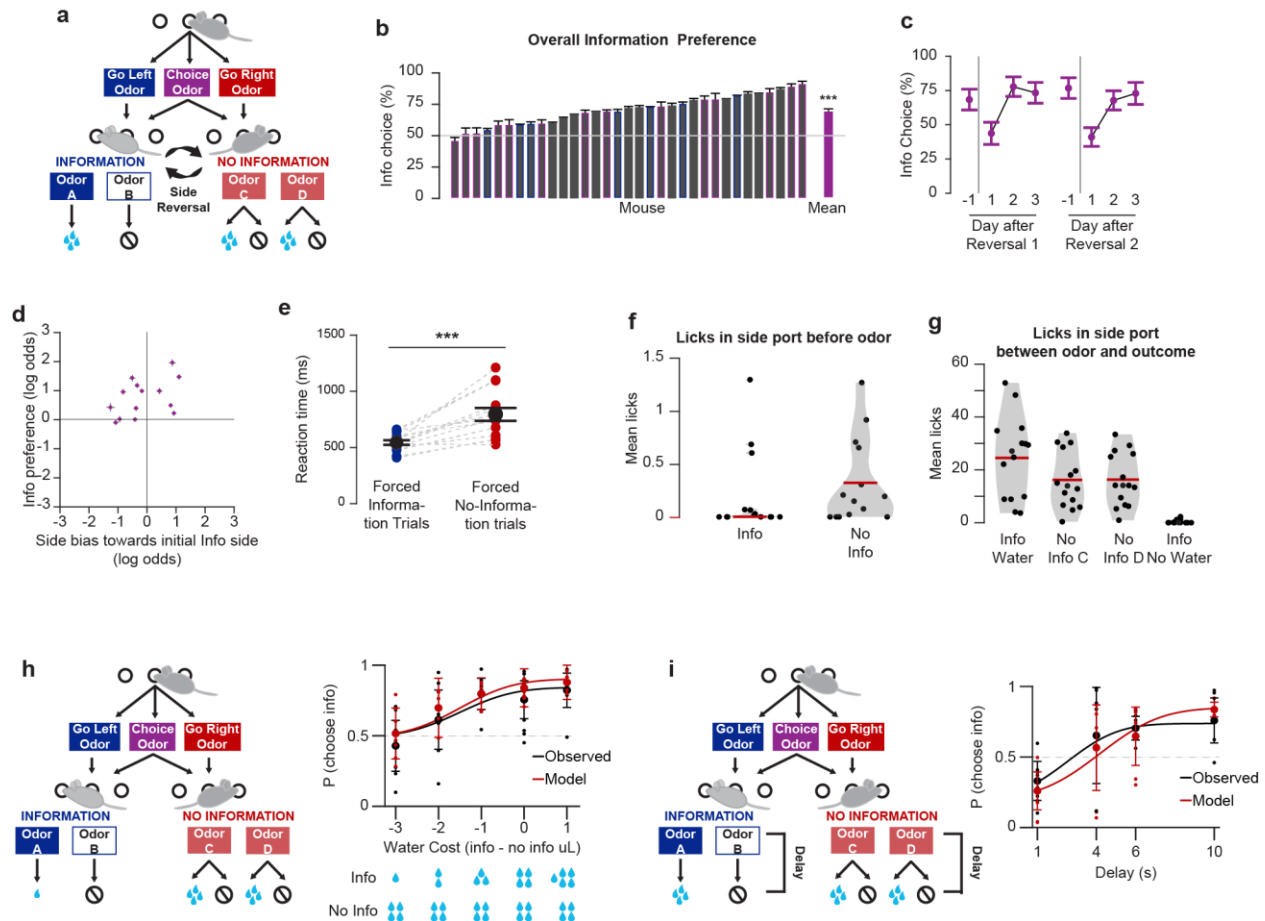 a
Go Left
Odor
Choice
Odor
Go Right
Odor
INFORMATION
NO INFORMATION
Odor
A
Odor
B
Side
Reversal
Odor
C
Odor
D
b
Overall Information Preference
Info choice (%)
100
75
50
25
0
***
Mouse
Mean
c
Info Choice (%)
100
75
50
25
0
-1 1 2 3 -1 1 2 3
Day after
Reversal 1
Day after
Reversal 2
d
Info preference (log odds)
3
2
1
0
-1
-2
-3
-3 -2 -1 0 1 2 3
Side bias towards initial Info side
(log odds)
e
Reaction time (ms)
1500
1000
500
0
***
Forced
Informa-
tion Trials
Forced
No-Informa-
tion trials
f
Licks in side port before odor
Mean licks
1.5
1
0.5
0
Info
No
Info
g
Licks in side port
between odor and outcome
Mean licks
60
40
20
0
Info
Water
No
Info C
No
Info D
Info
No Water
h
Go Left
Odor
Choice
Odor
Go Right
Odor
INFORMATION
NO INFORMATION
Odor
A
Odor
B
Odor
C
Odor
D
P (choose info)
1
0.5
0
Observed
Model
-3 -2 -1 0 1
Water Cost (info - no info uL)
Info
No Info
i
Go Left
Odor
Choice
Odor
Go Right
Odor
INFORMATION
NO INFORMATION
Odor
A
Odor
B
Delay
Odor
C
Odor
D
Delay
P (choose info)
1
0.5
0
Observed
Model
1 4 6 10
Delay (s)